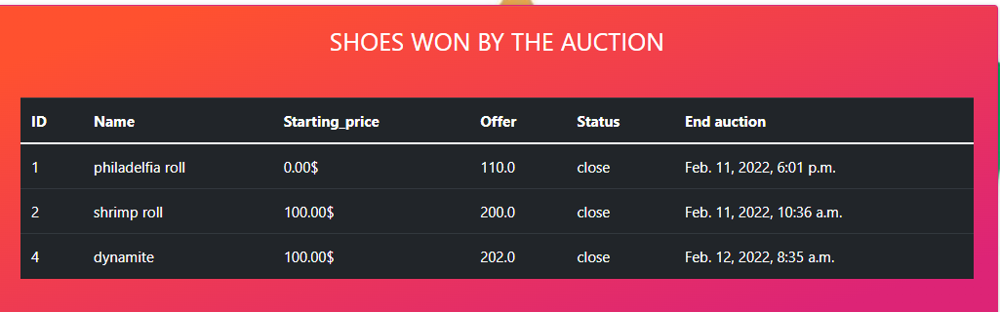 SHOES WON BY THE AUCTION
ID Name Starting_price Offer Status End auction
1 philadelfia roll 0.00$ 110.0 close Feb. 11, 2022, 6:01 p.m.
2 shrimp roll 100.00$ 200.0 close Feb. 11, 2022, 10:36 a.m.
4 dynamite 100.00$ 202.0 close Feb. 12, 2022, 8:35 a.m.